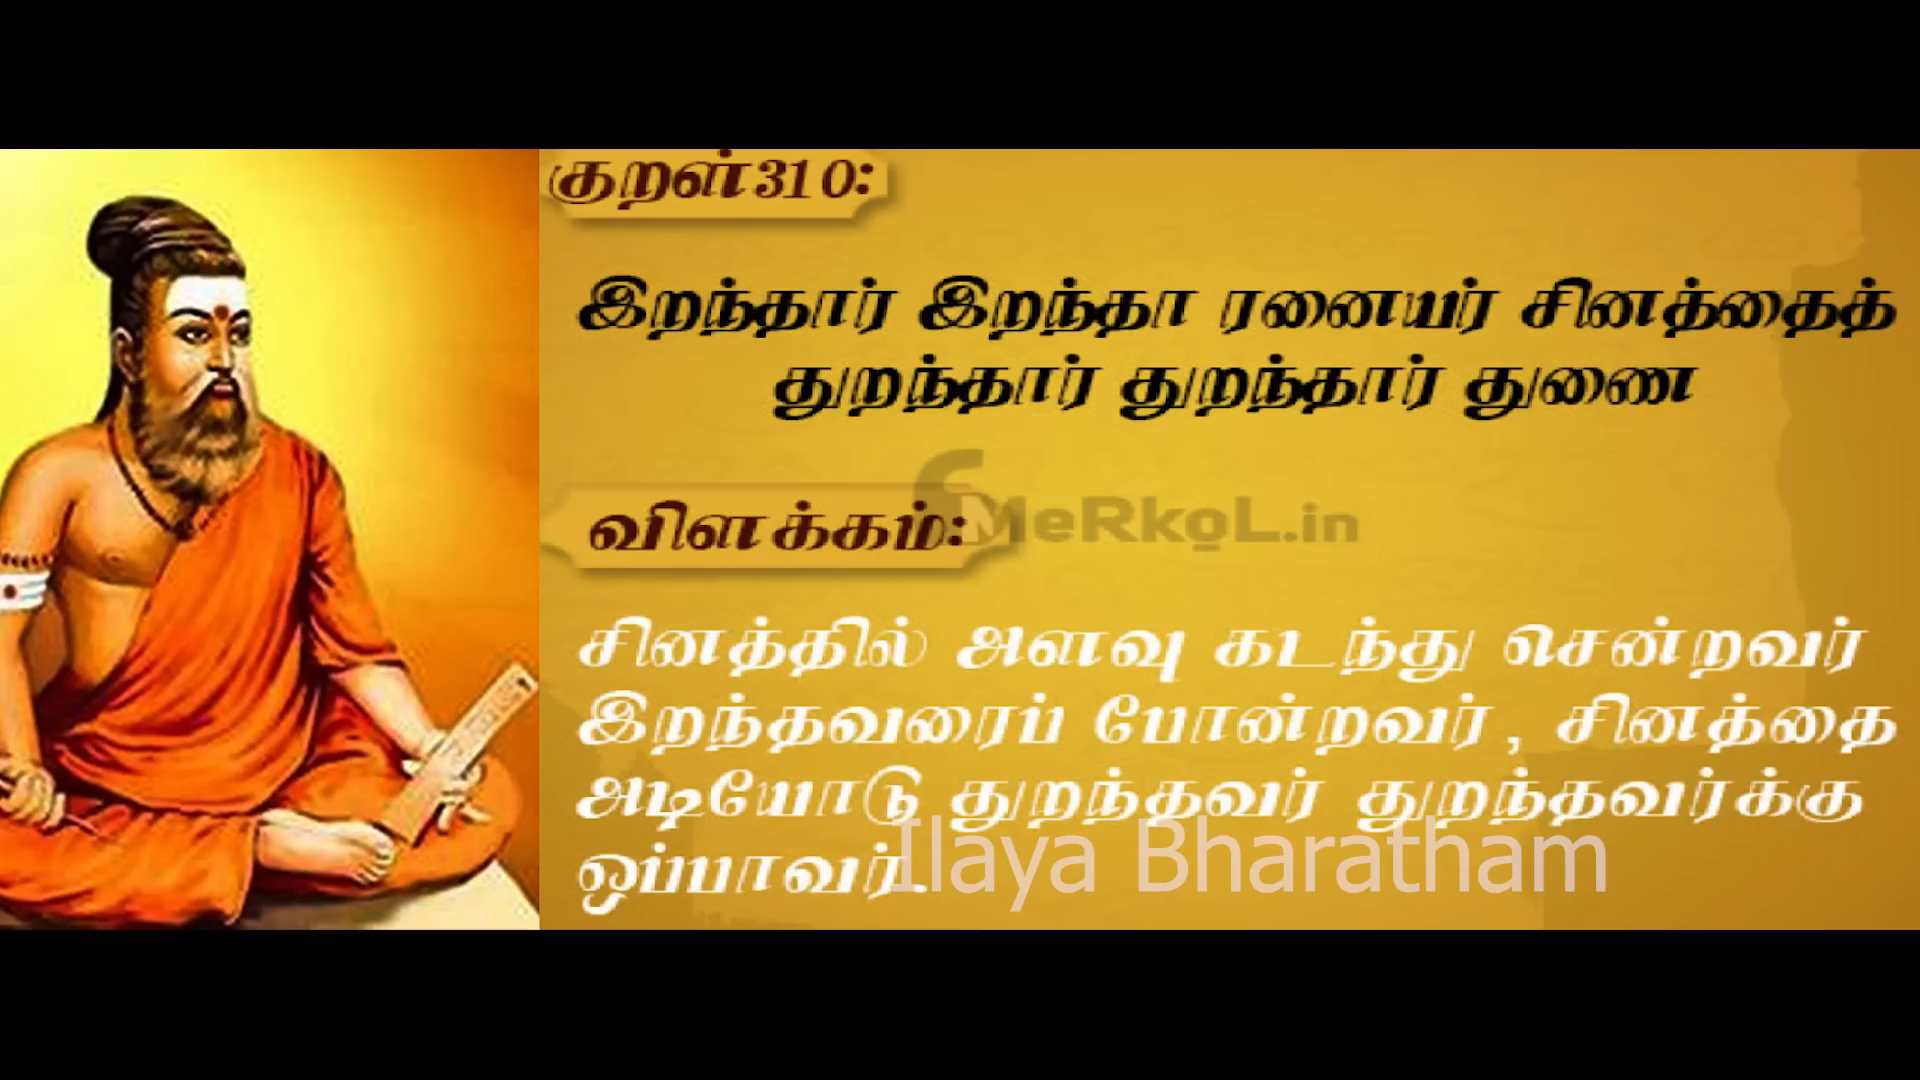 குறள்310:
இறந்தார் இறந்தா ரனையர் சினத்தைத்
துறந்தார் துறந்தார் துணை
MeRkoL.in
விளக்கம்:
சினத்தில் அளவு கடந்து சென்றவர்
இறந்தவரைப் போன்றவர், சினத்தை
அடியோடு துறந்தவர் துறந்தவர்க்கு
ஒப்பாவர்.
Ilaya Bharatham